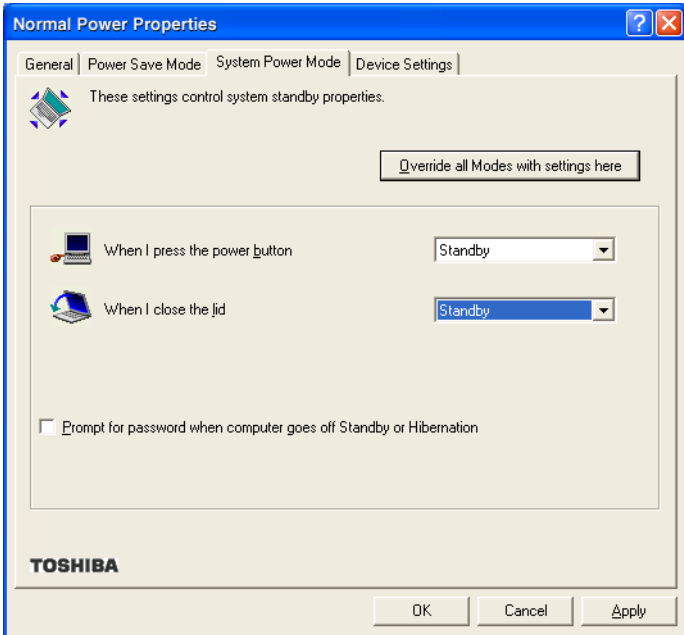 Normal Power Properties
General Power Save Mode System Power Mode Device Settings
These settings control system standby properties.
Override all Modes with settings here
When I press the power button Standby
When I close the lid Standby
Prompt for password when computer goes off Standby or Hibernation
TOSHIBA
OK Cancel Apply